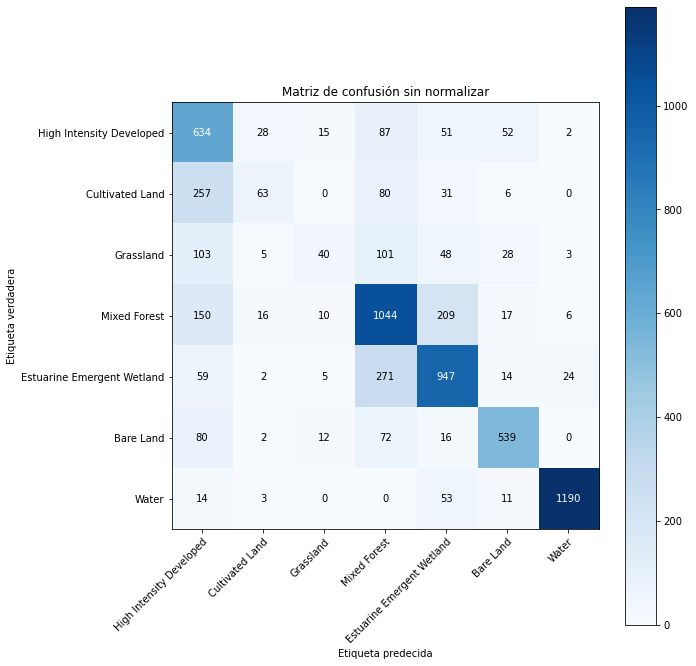 Matriz de confusión sin normalizar
Etiqueta verdadera
High Intensity Developed 634 28 15 87 51 52 2
Cultivated Land 257 63 0 80 31 6 0
Grassland 103 5 40 101 48 28 3
Mixed Forest 150 16 10 1044 209 17 6
Estuarine Emergent Wetland 59 2 5 271 947 14 24
Bare Land 80 2 12 72 16 539 0
Water 14 3 0 0 53 11 1190
High Intensity Developed
Cultivated Land
Grassland
Mixed Forest
Estuarine Emergent Wetland
Bare Land
Water
Etiqueta predecida
1000
800
600
400
200
0